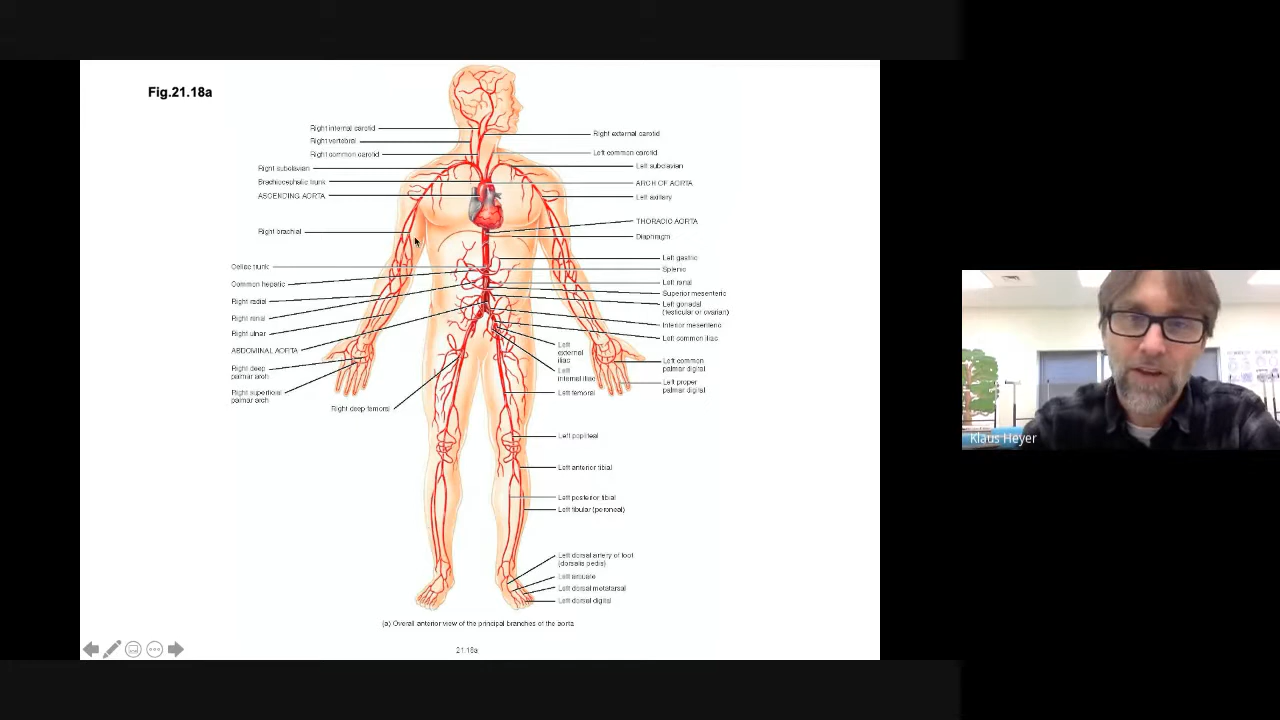 Fig.21.18a
Right internal carotid
Right vertebral
Right common carotid
Right subclavian
Brachiocephalic trunk
ASCENDING AORTA
Right brachial
Celiac trunk
Common hepatic
Right radial
Right renal
Right ulnar
ABDOMINAL AORTA
Right deep
palmar arch
Right superficial
palmar arch
Right deep femoral
Right external carotid
Left common carotid
Left subclavian
ARCH OF AORTA
Left axillary
THORACIC AORTA
Diaphragm
Left gastric
Splenic
Left renal
Superior mesenteric
Left gonadal
(testicular or ovarian)
Inferior mesenteric
Left common iliac
Left
external
iliac
Left
internal iliac
Left common
palmar digital
Left proper
palmar digital
Left femoral
Left popliteal
Left anterior tibial
Left posterior tibial
Left fibular (peroneal)
Left dorsal artery of foot
(dorsalis pedis)
Left arcuate
Left dorsal metatarsal
Left dorsal digital
(a) Overall anterior view of the principal branches of the aorta
21.18a
Klaus Heyer